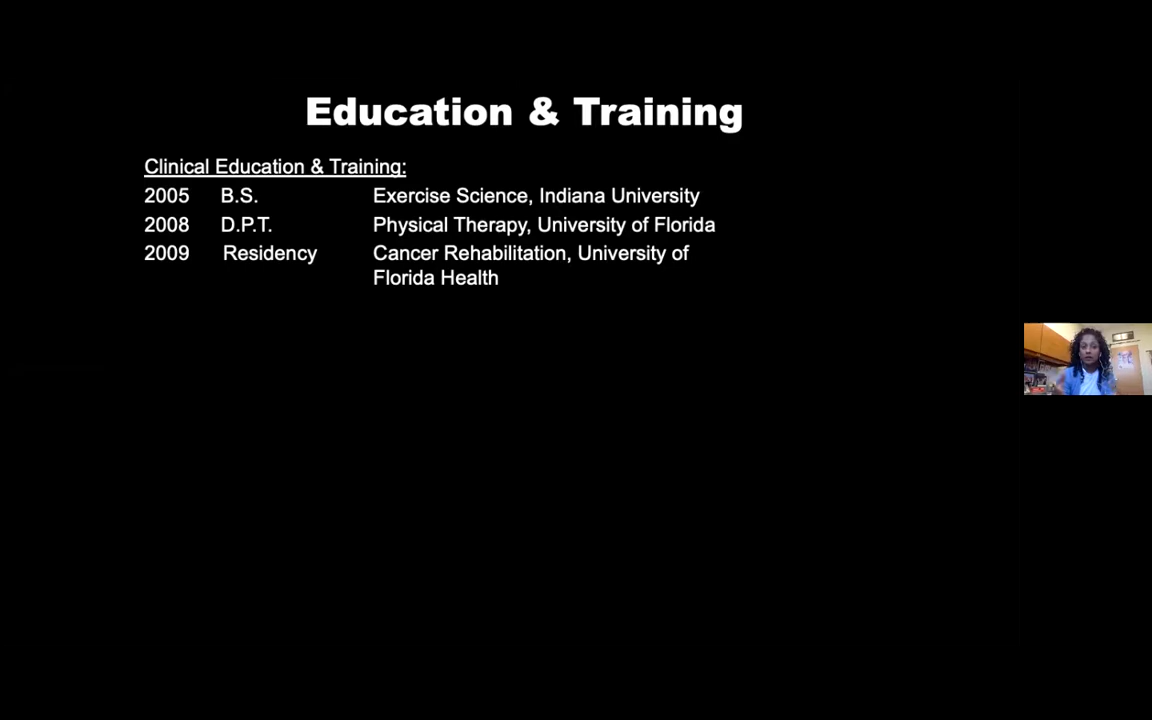 Education & Training
Clinical Education & Training:
2005 B.S. Exercise Science, Indiana University
2008 D.P.T. Physical Therapy, University of Florida
2009 Residency Cancer Rehabilitation, University of
Florida Health